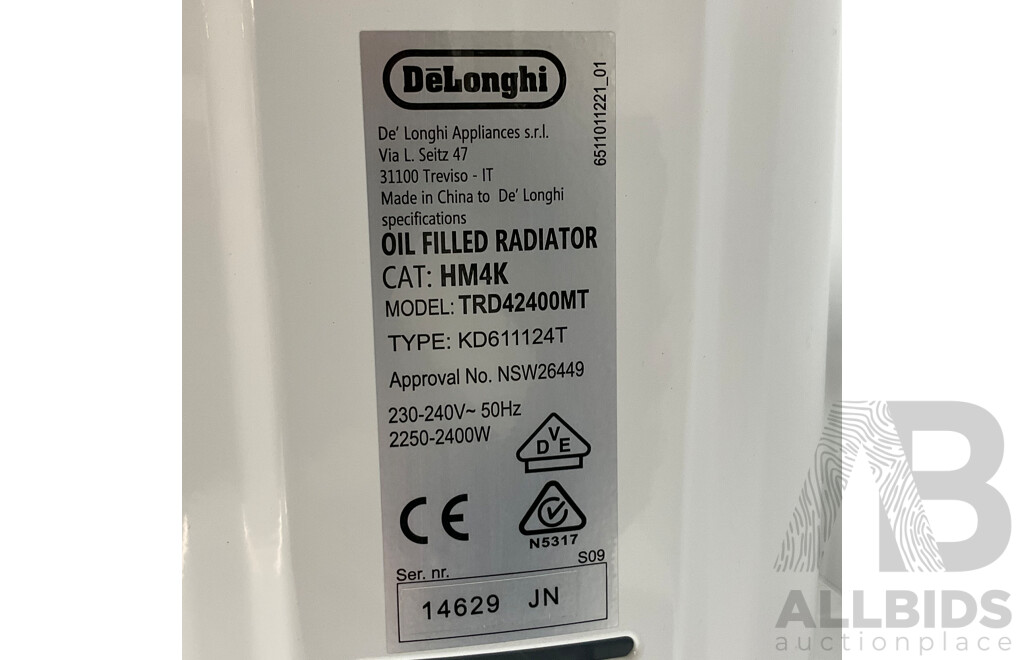 DēLonghi
6511011221_01
De' Longhi Appliances s.r.l.
Via L. Seitz 47
31100 Treviso - IT
Made in China to De' Longhi
specifications
OIL FILLED RADIATOR
CAT: HM4K
MODEL: TRD42400MT
TYPE: KD611124T
Approval No. NSW26449
230-240V~ 50Hz
2250-2400W
DVE
CE
N5317
Ser. nr.
S09
14629 JN
AB
ALLBIDS
auctionplace